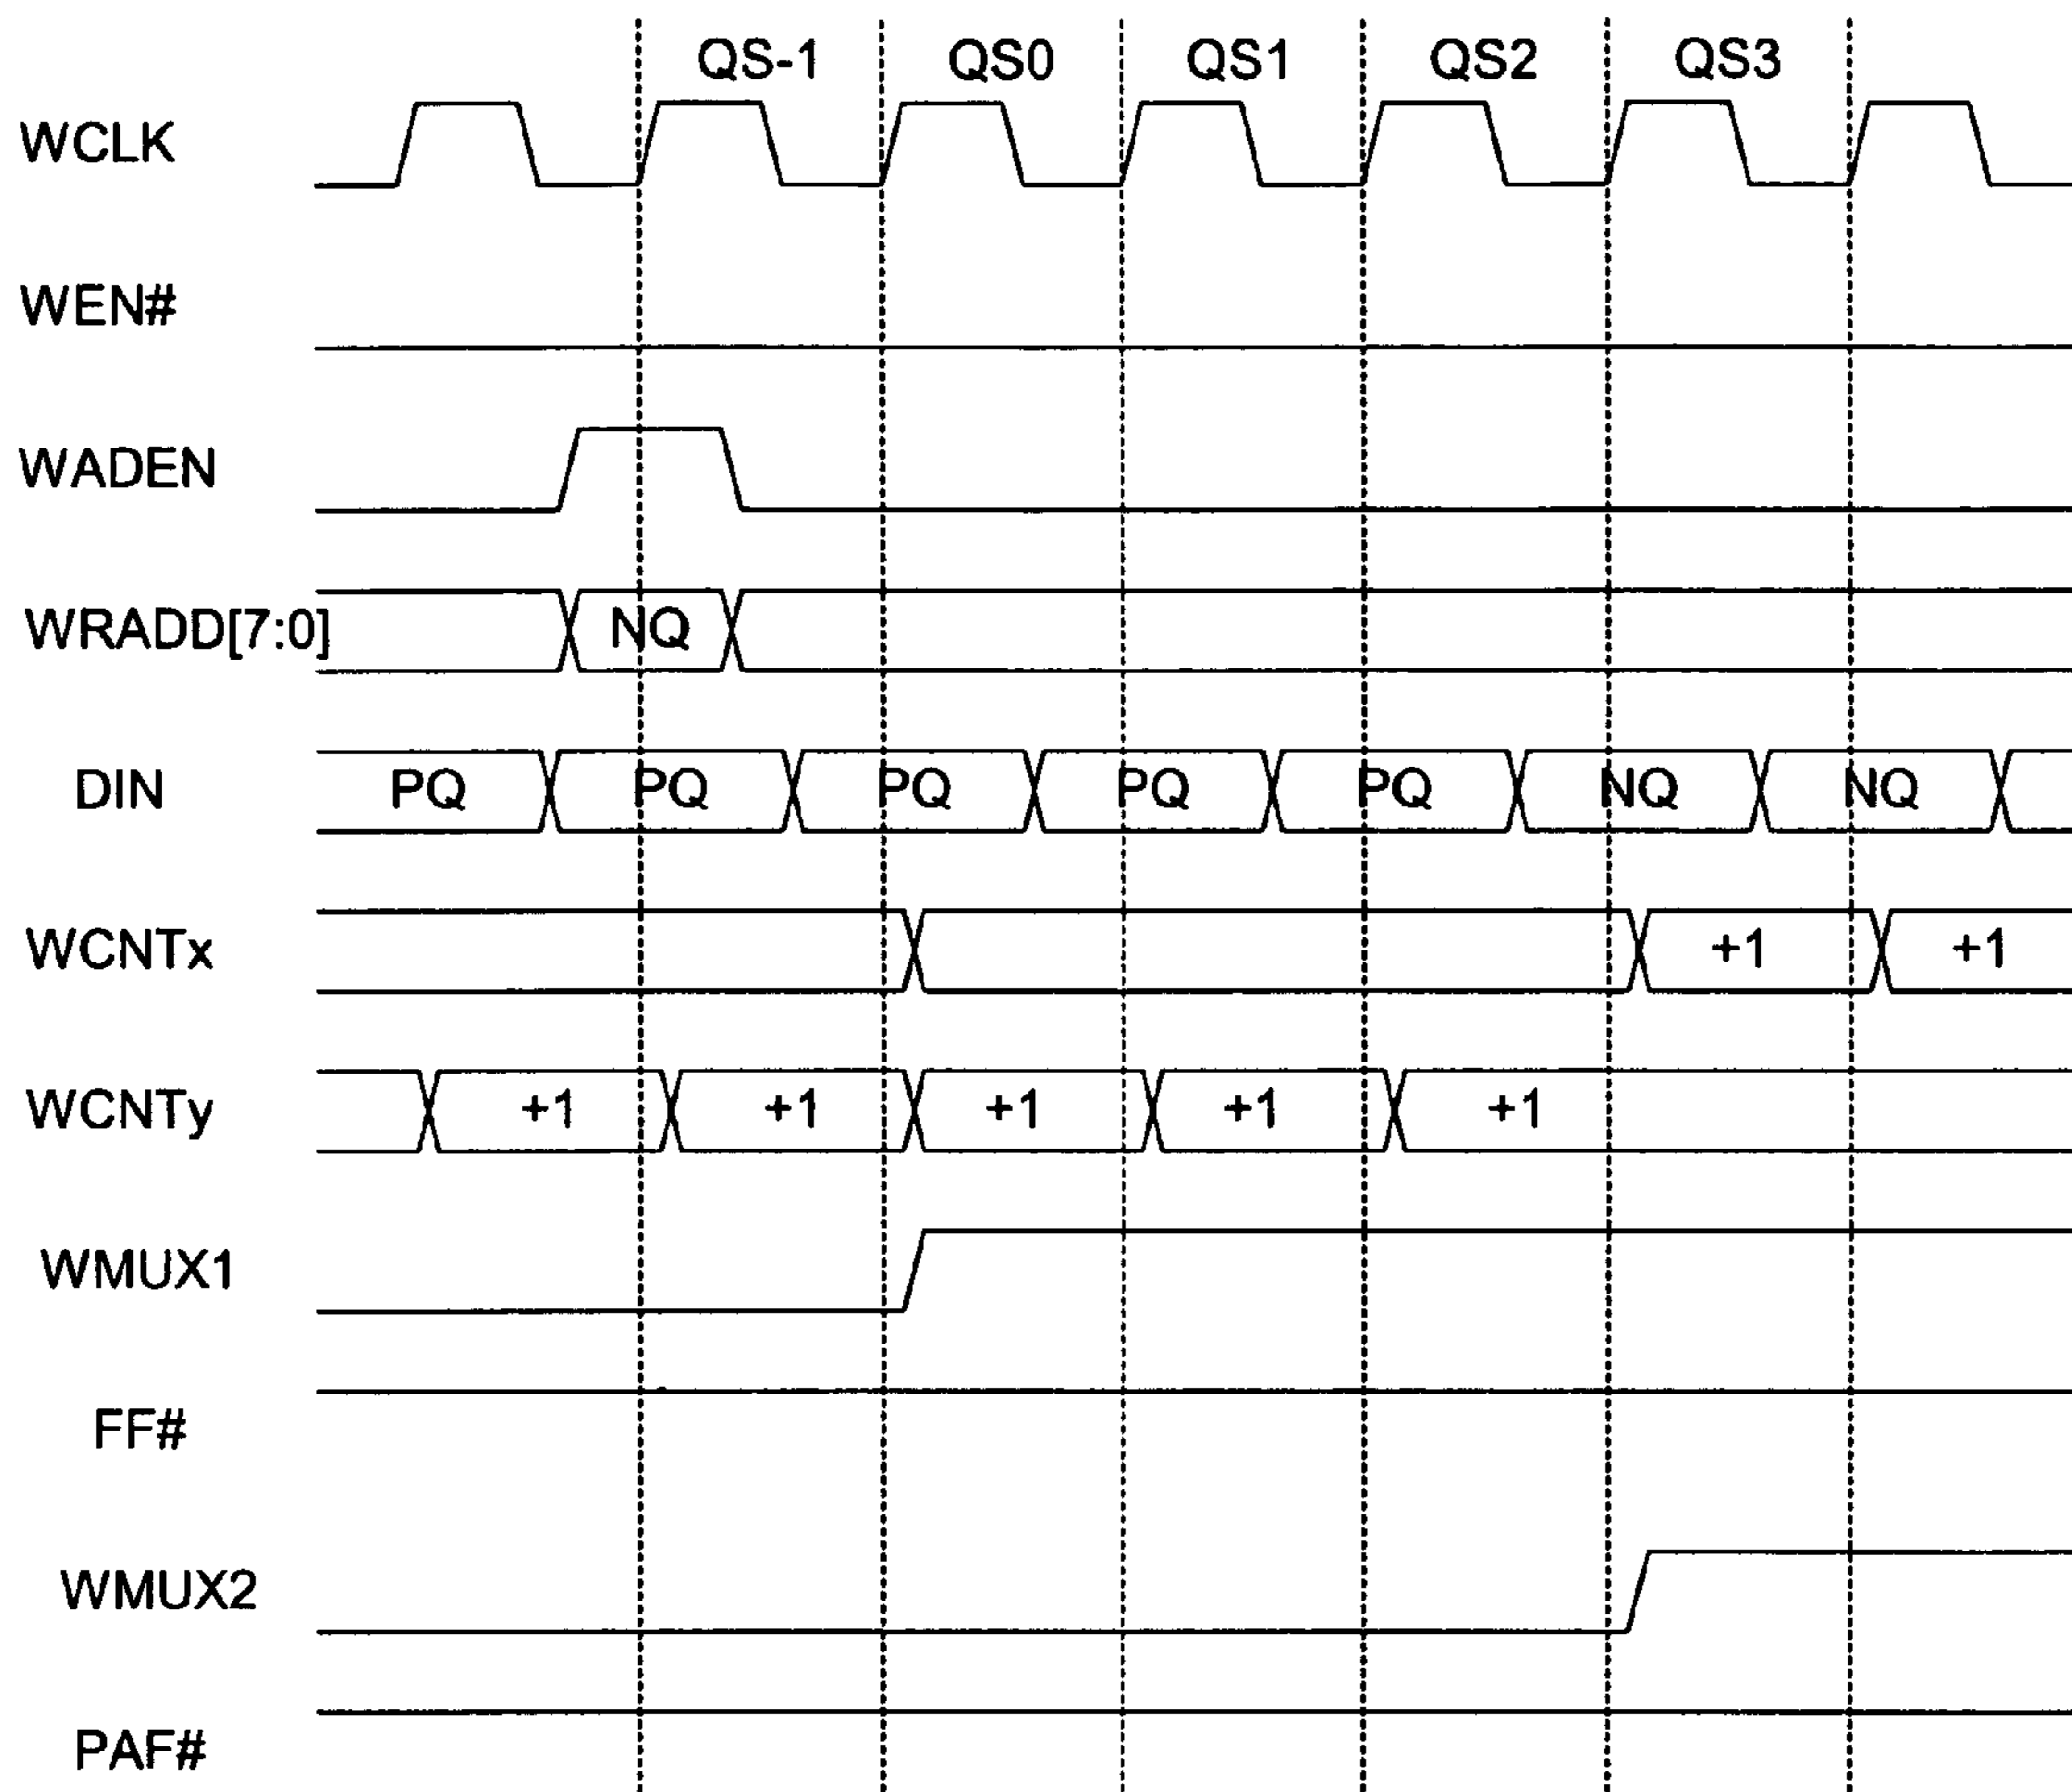 QS-1 QS0 QS1 QS2 QS3
WCLK
WEN#
WADEN
WRADD[7:0] NQ
DIN PQ PQ PQ PQ PQ NQ NQ
WCNTx +1 +1
WCNTy +1 +1 +1 +1 +1
WMUX1
FF#
WMUX2
PAF#